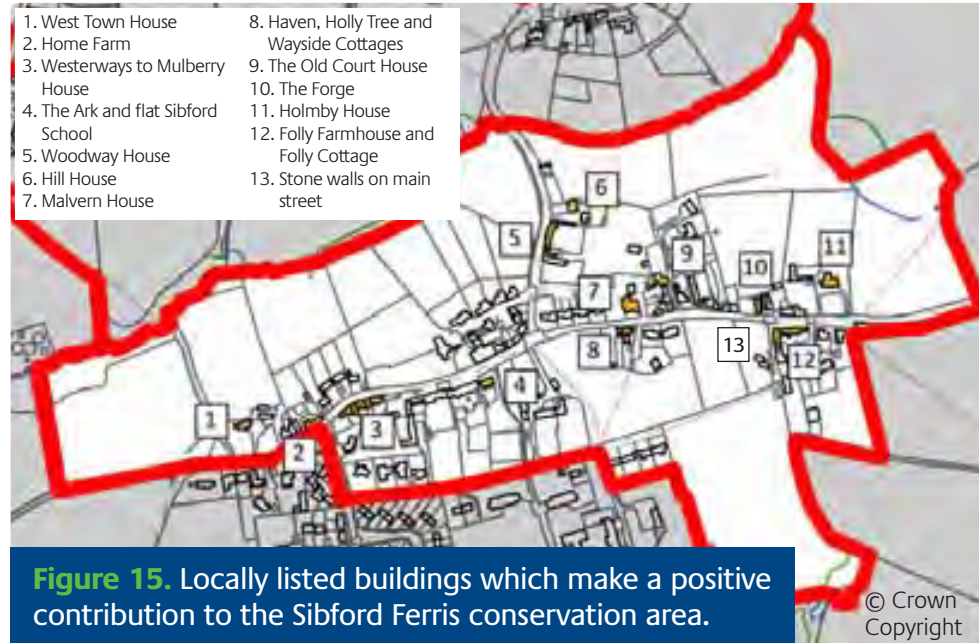 1. West Town House
2. Home Farm
3. Westerways to Mulberry
House
4. The Ark and flat Sibford
School
5. Woodway House
6. Hill House
7. Malvern House
8. Haven, Holly Tree and
Wayside Cottages
9. The Old Court House
10. The Forge
11. Holmby House
12. Folly Farmhouse and
Folly Cottage
13. Stone walls on main
street
6
5
9
11
10
7
13
8
12
4
1
3
2
Figure 15. Locally listed buildings which make a positive
contribution to the Sibford Ferris conservation area.
© Crown
Copyright